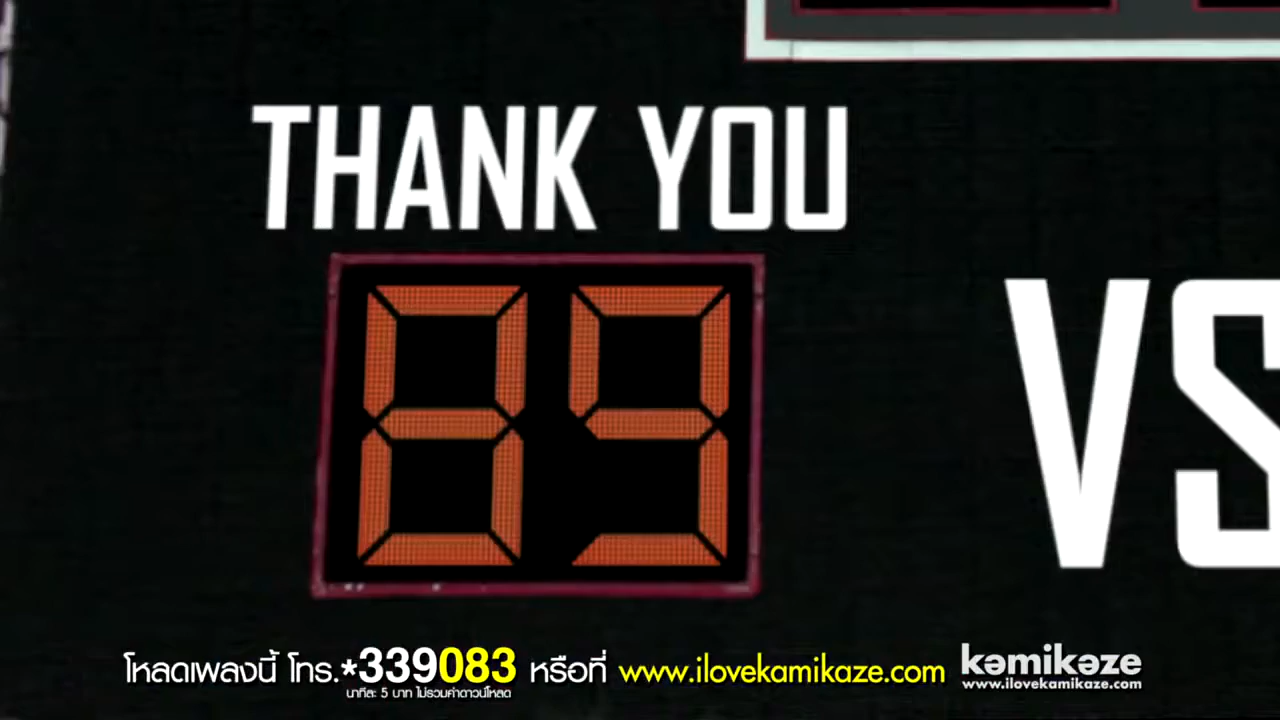 THANK YOU
89
VS
โหลดเพลงนี้ โทร.*339083 หรือที่ www.ilovekamikaze.com
นาทีละ 5 บาท ไม่รวมค่าดาวน์โหลด
kamikaze
www.ilovekamikaze.com